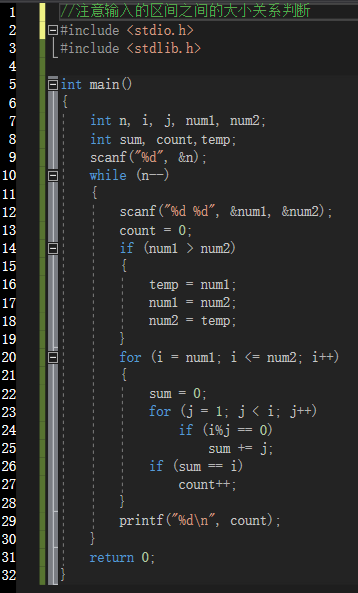 1 //注意输入的区间之间的大小关系判断
2 #include <stdio.h>
3 #include <stdlib.h>
4
5 int main()
6 {
7 int n, i, j, num1, num2;
8 int sum, count,temp;
9 scanf("%d", &n);
10 while (n--)
11 {
12 scanf("%d %d", &num1, &num2);
13 count = 0;
14 if (num1 > num2)
15 {
16 temp = num1;
17 num1 = num2;
18 num2 = temp;
19 }
20 for (i = num1; i <= num2; i++)
21 {
22 sum = 0;
23 for (j = 1; j < i; j++)
24 if (i%j == 0)
25 sum += j;
26 if (sum == i)
27 count++;
28 }
29 printf("%d\n", count);
30 }
31 return 0;
32 }